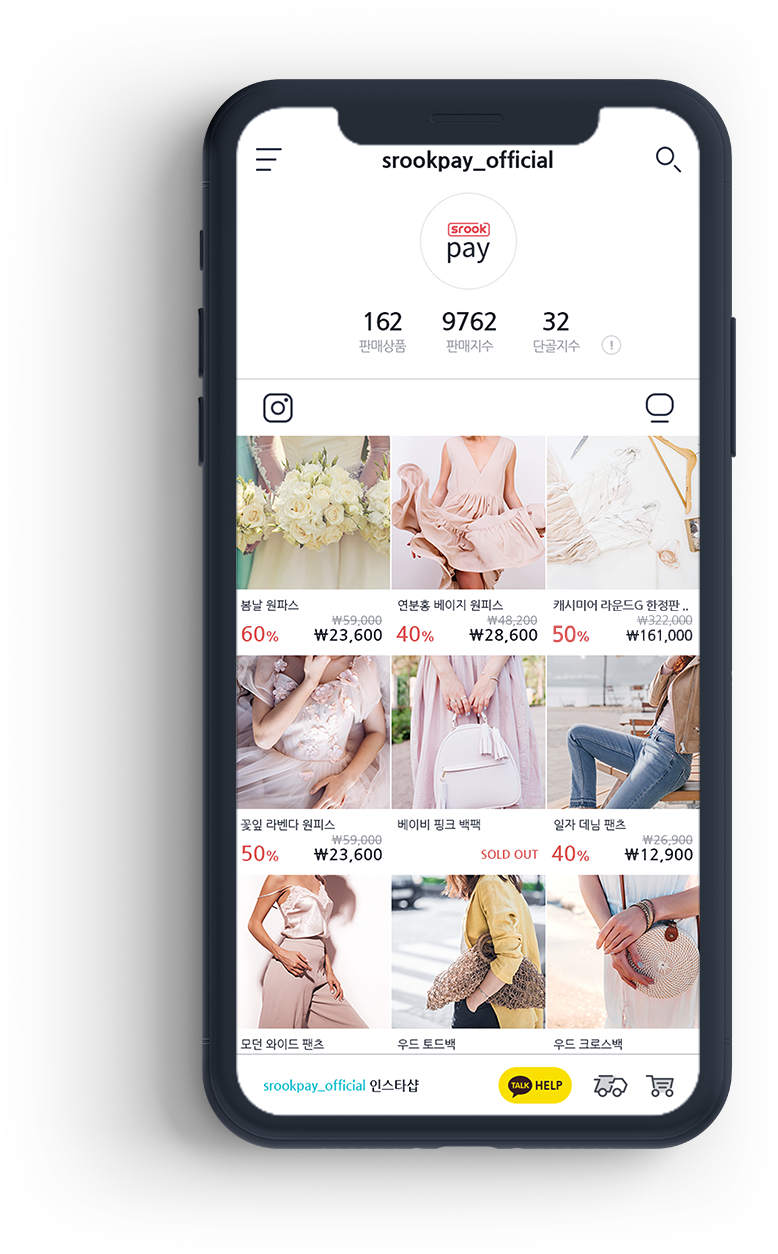 srookpay_official
srook
pay
162 9762 32
판매상품 판매지수 단골지수 !
봄날 원파스 연분홍 베이지 원피스 캐시미어 라운드G 한정판 ..
₩59,000 ₩48,200 ₩322,000
60% ₩23,600 40% ₩28,600 50% ₩161,000
꽃잎 라벤다 원피스 베이비 핑크 백팩 일자 데님 팬츠
₩59,000 ₩26,900
50% ₩23,600 SOLD OUT 40% ₩12,900
모던 와이드 팬츠 우드 토드백 우드 크로스백
srookpay_official 인스타샵 TALK HELP